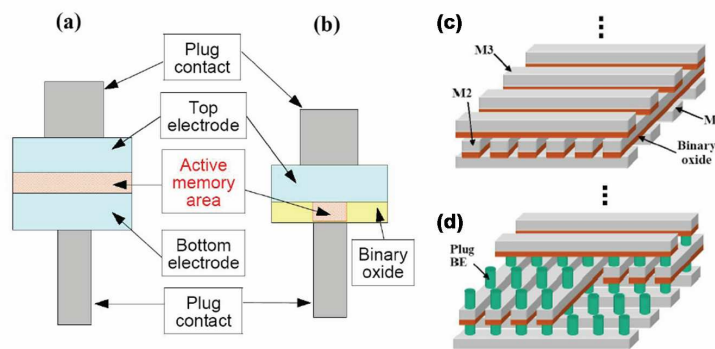 (a)
Plug
contact
Top
electrode
Active
memory
area
Bottom
electrode
Plug
contact
(b)
Binary
oxide
(c)
M3
M2
M
Binary
oxide
(d)
Plug
BE